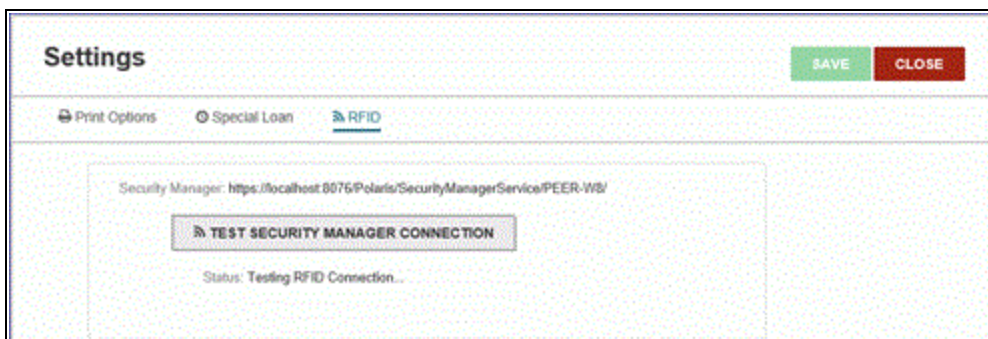 Settings
SAVE
CLOSE
Print Options
Special Loan
RFID
Security Manager: https://localhost:8076/Polaris/SecurityManagerService/PEER-W8/
TEST SECURITY MANAGER CONNECTION
Status: Testing RFID Connection...